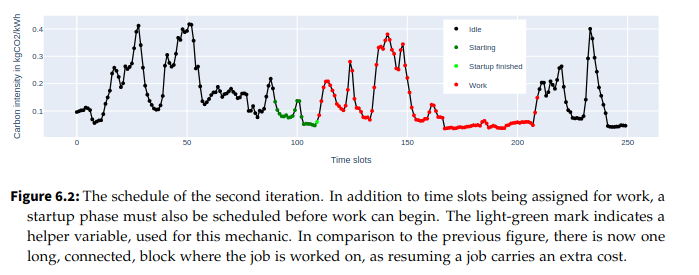 Carbon intensity in kgCO2/kWh
0.4
0.3
0.2
0.1
Idle
Starting
Startup finished
Work
0
50
100
150
200
250
Time slots
Figure 6.2: The schedule of the second iteration. In addition to time slots being assigned for work, a
startup phase must also be scheduled before work can begin. The light-green mark indicates a
helper variable, used for this mechanic. In comparison to the previous figure, there is now one
long, connected, block where the job is worked on, as resuming a job carries an extra cost.